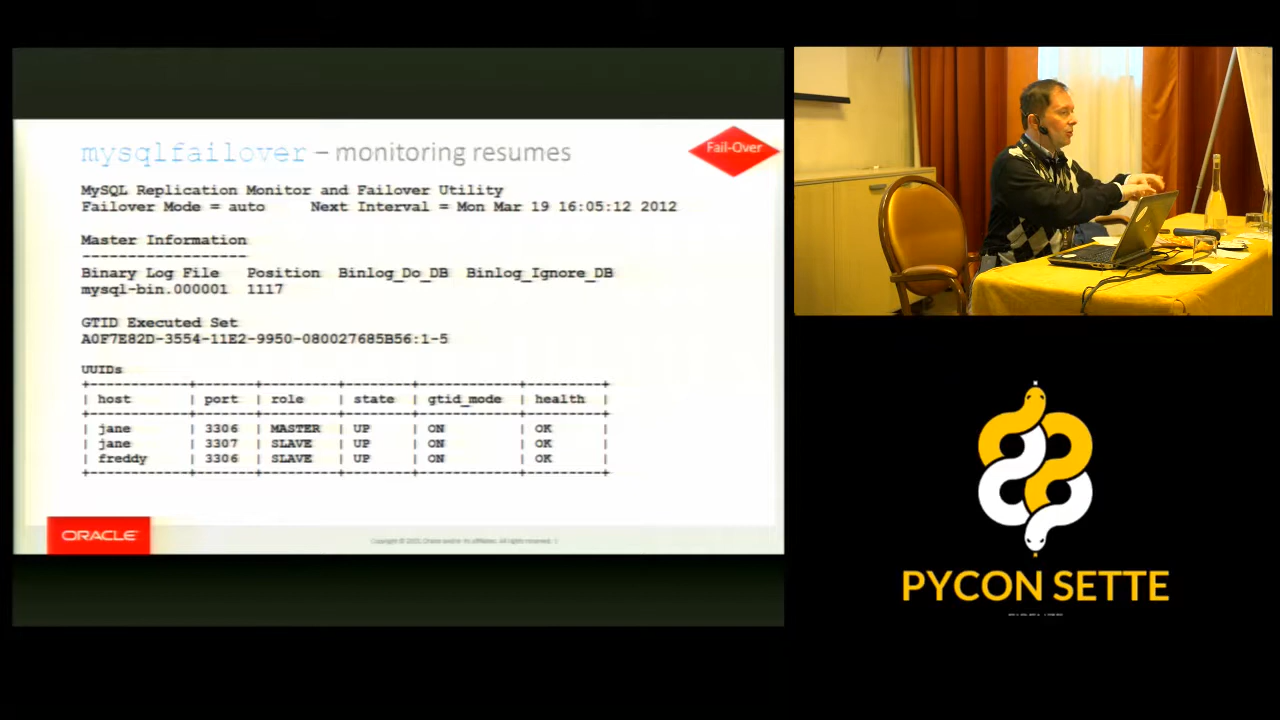 mysqlfailover – monitoring resumes
Fail-Over
MySQL Replication Monitor and Failover Utility
Failover Mode = auto     Next Interval = Mon Mar 19 16:05:12 2012
Master Information
------------------
Binary Log File   Position  Binlog_Do_DB  Binlog_Ignore_DB
mysql-bin.000001  1117
GTID Executed Set
A0F7E82D-3554-11E2-9950-080027685B56:1-5
UUIDs
| host | port | role | state | gtid_mode | health |
| jane | 3306 | MASTER | UP | ON | OK |
| jane | 3307 | SLAVE | UP | ON | OK |
| freddy | 3306 | SLAVE | UP | ON | OK |
ORACLE
PYCON SETTE